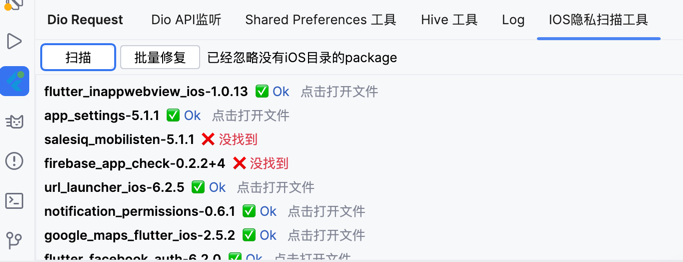 Dio Request Dio API监听 Shared Preferences 工具 Hive 工具 Log IOS隐私扫描工具
扫描 批量修复 已经忽略没有iOS目录的package
flutter_inappwebview_ios-1.0.13 ✅ Ok 点击打开文件
app_settings-5.1.1 ✅ Ok 点击打开文件
salesiq_mobilisten-5.1.1 ❌ 没找到
firebase_app_check-0.2.2+4 ❌ 没找到
url_launcher_ios-6.2.5 ✅ Ok 点击打开文件
notification_permissions-0.6.1 ✅ Ok 点击打开文件
google_maps_flutter_ios-2.5.2 ✅ Ok 点击打开文件
flutter_facebook_auth-6.2.0 ✅ Ok 点击打开文件